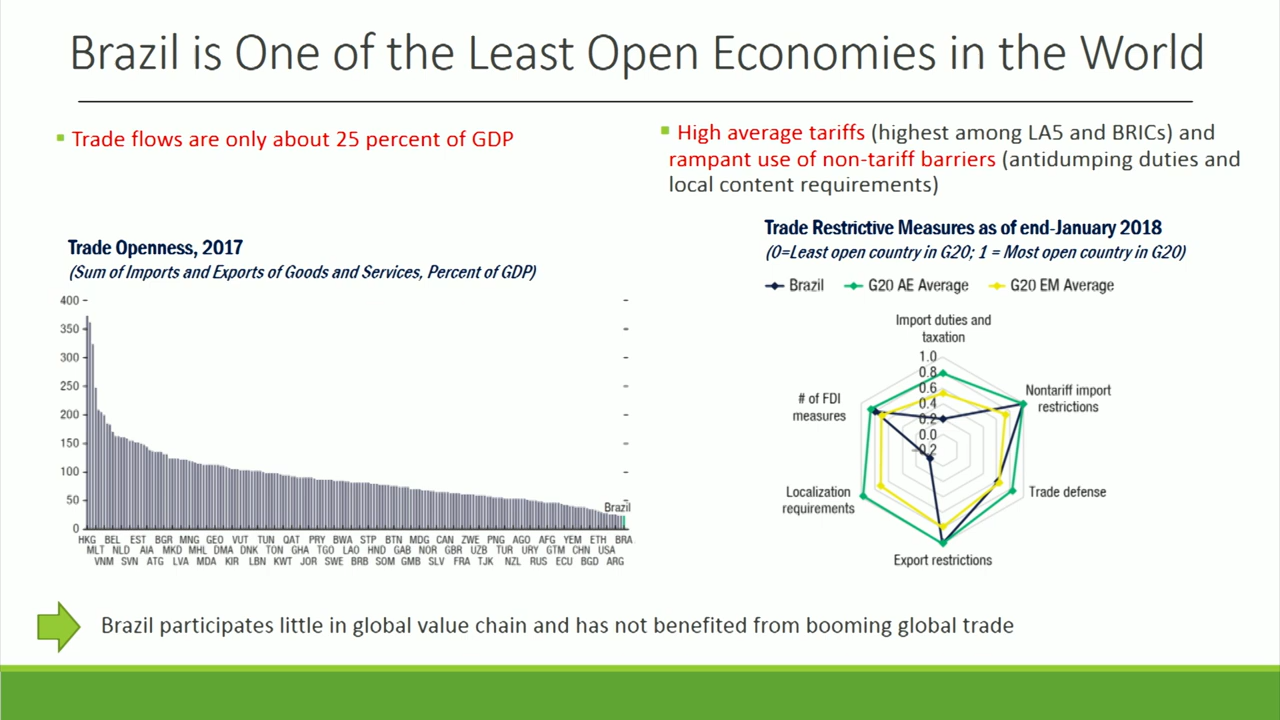 Brazil is One of the Least Open Economies in the World
Trade flows are only about 25 percent of GDP
High average tariffs (highest among LA5 and BRICs) and
rampant use of non-tariff barriers (antidumping duties and
local content requirements)
Trade Openness, 2017
(Sum of Imports and Exports of Goods and Services, Percent of GDP)
400
350
300
250
200
150
100
50
0
Brazil
HKG BEL EST BGR MNG GEO VUT TUN QAT PRY BWA STP BTN MDG CAN ZWE PNG AGO AFG YEM ETH BRA
MLT NLD AIA MKD MHL DMA DNK TON GHA TGO LAO HND GAB NOR GBR UZB TUR URY GTM CHN USA
VNM SVN ATG LVA MDA KIR LBN KWT JOR SWE BRB SOM GMB SLV FRA TJK NZL RUS ECU BGD ARG
Trade Restrictive Measures as of end-January 2018
(0=Least open country in G20; 1 = Most open country in G20)
Brazil
G20 AE Average
G20 EM Average
Import duties and
taxation
1.0
0.8
0.6
0.4
0.2
0.0
-0.2
Nontariff import
restrictions
Trade defense
Export restrictions
Localization
requirements
# of FDI
measures
Brazil participates little in global value chain and has not benefited from booming global trade